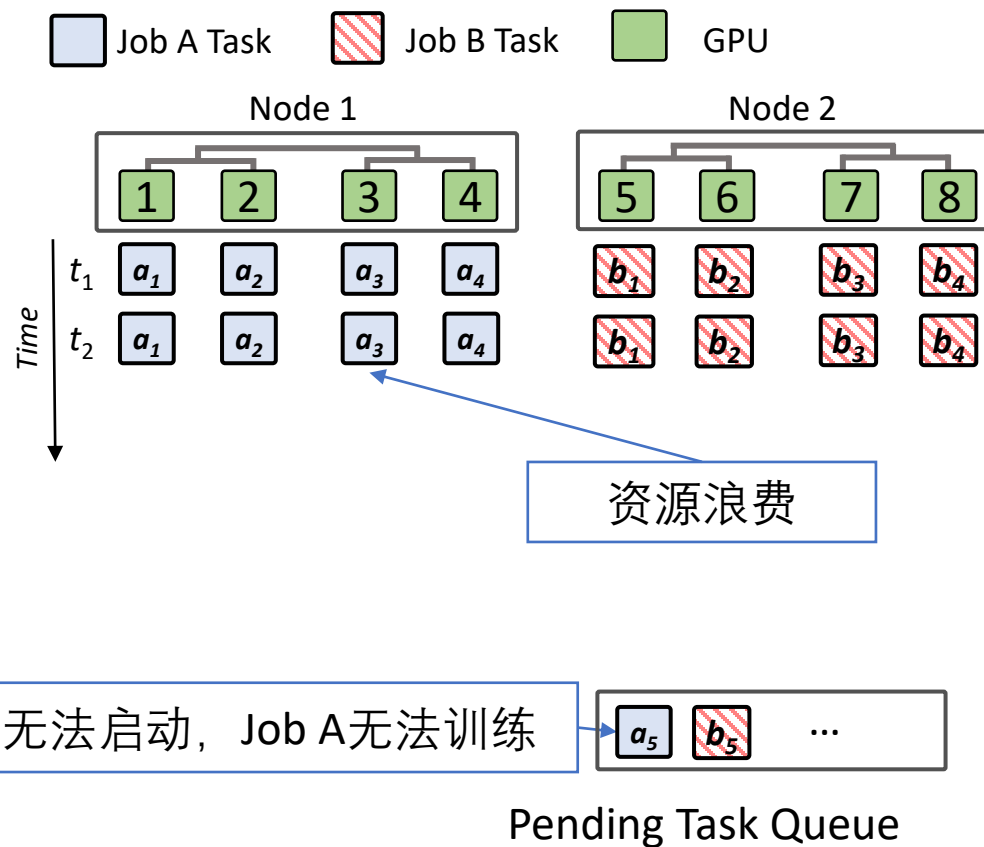 Job A Task Job B Task GPU
Node 1 Node 2
1 2 3 4 5 6 7 8
t₁ a₁ a₂ a₃ a₄ b₁ b₂ b₃ b₄
Time
t₂ a₁ a₂ a₃ a₄ b₁ b₂ b₃ b₄
资源浪费
无法启动，Job A无法训练
a₅ b₅ ...
Pending Task Queue